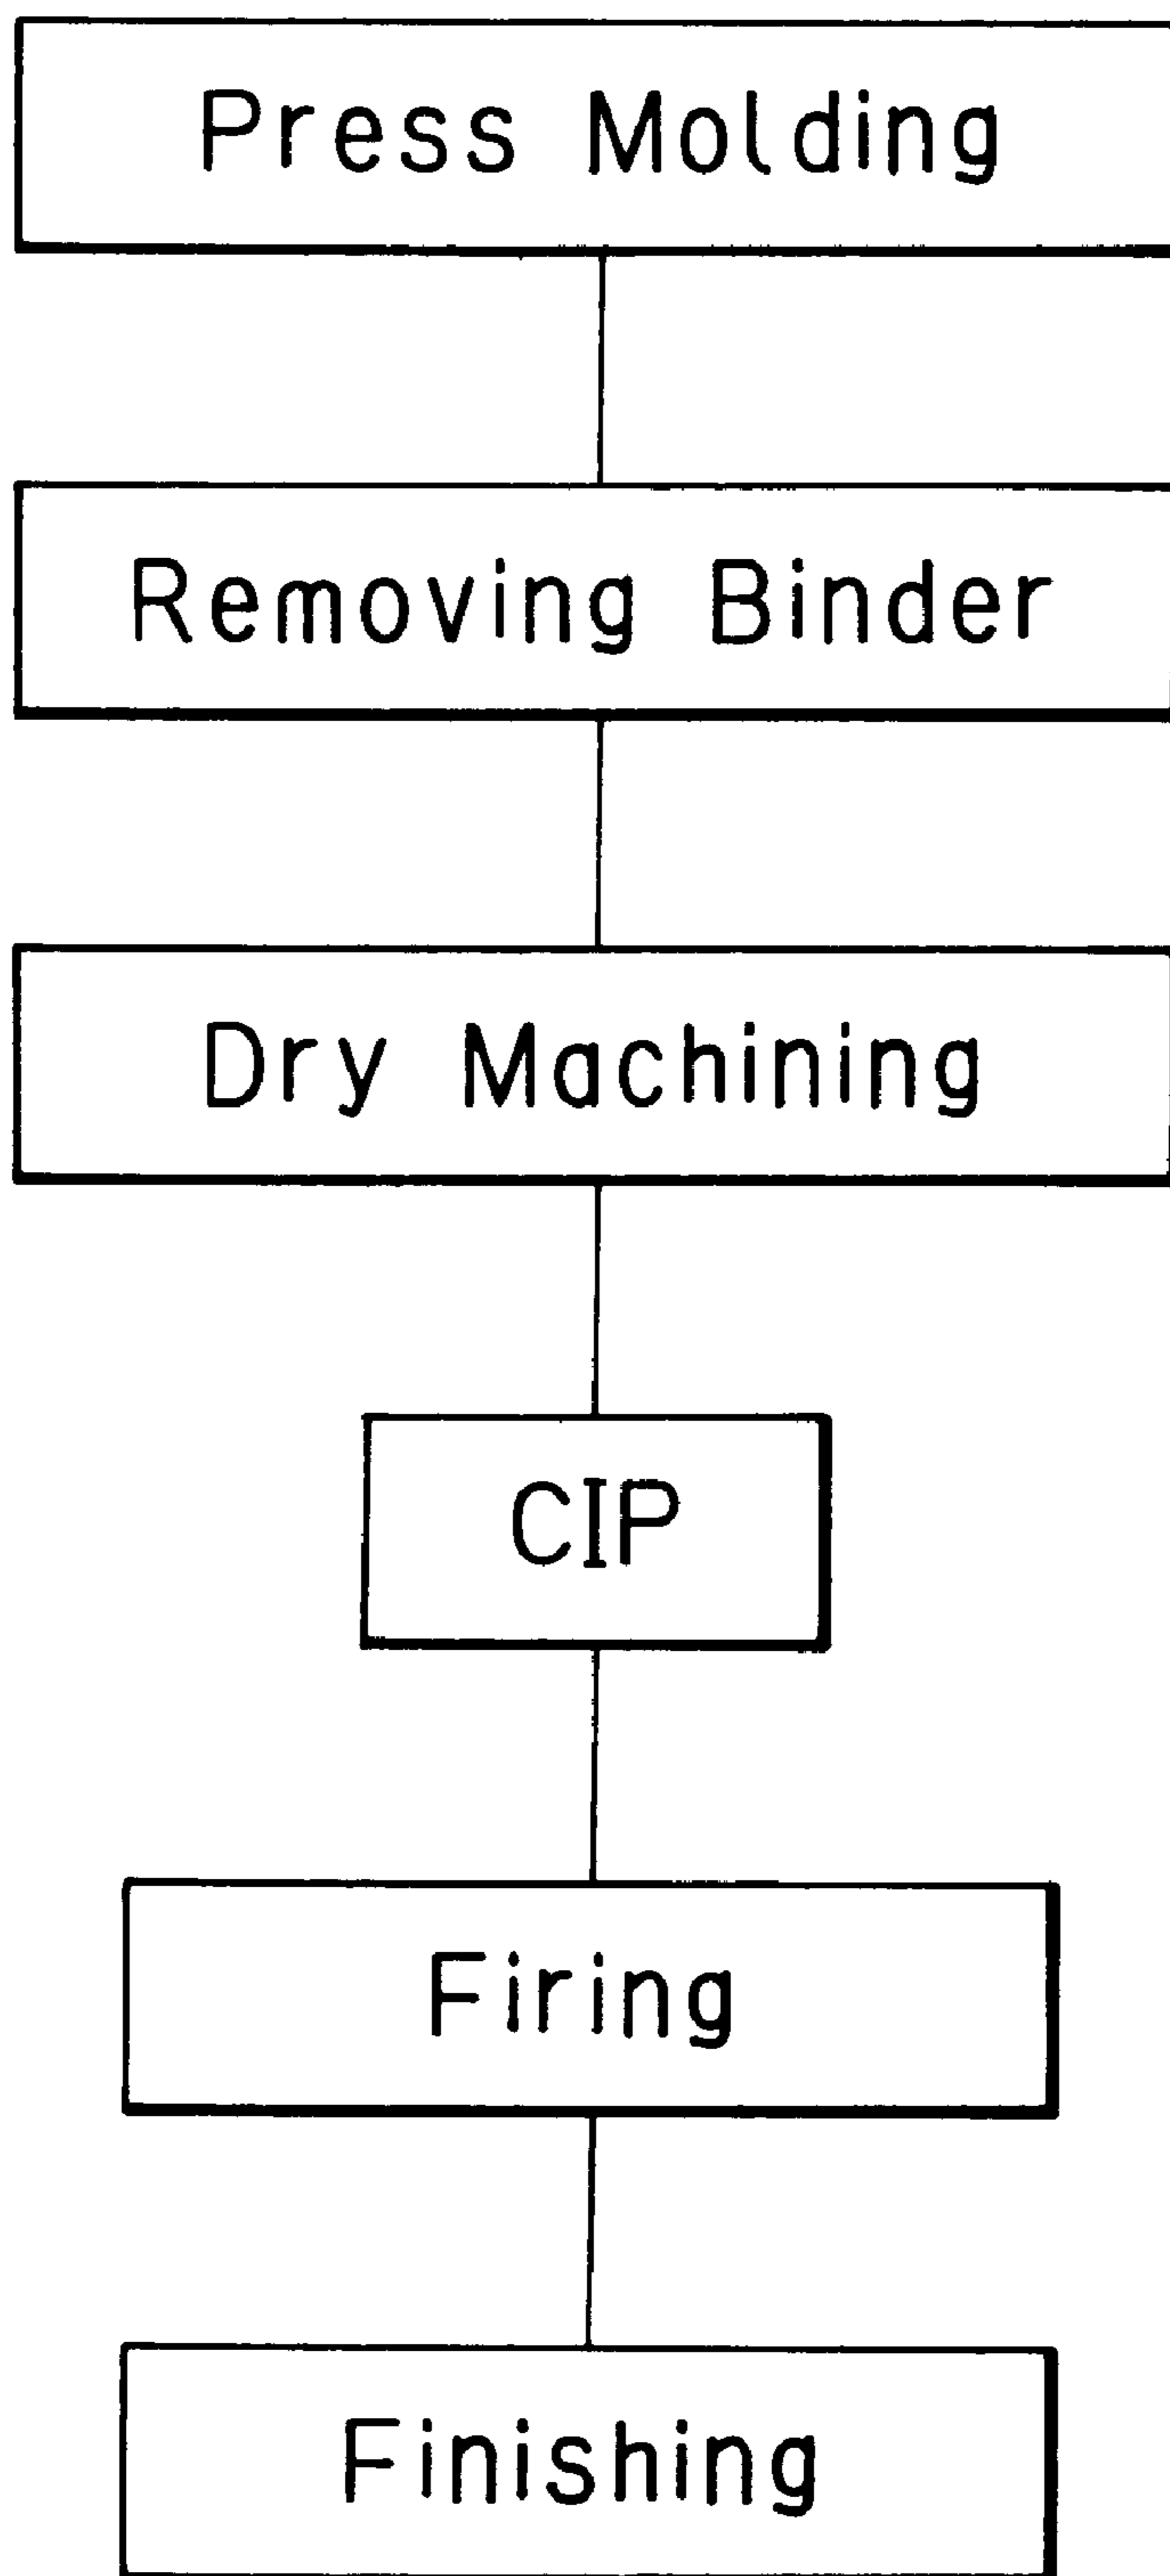 Press Molding
Removing Binder
Dry Machining
CIP
Firing
Finishing